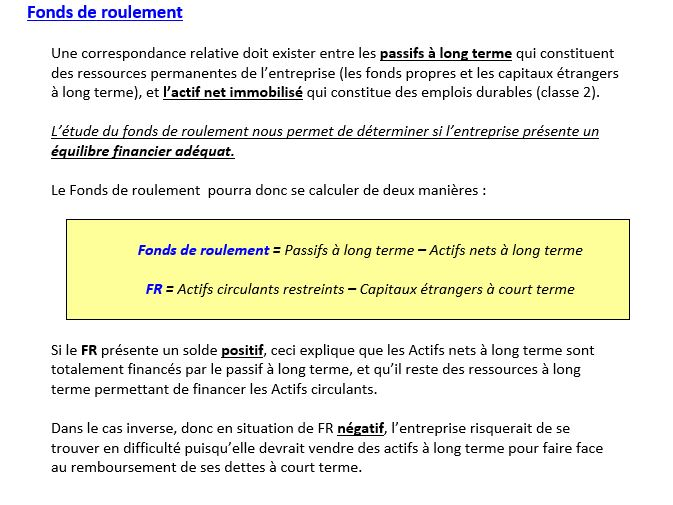 Fonds de roulement
Une correspondance relative doit exister entre les passifs à long terme qui constituent
des ressources permanentes de l’entreprise (les fonds propres et les capitaux étrangers
à long terme), et l’actif net immobilisé qui constitue des emplois durables (classe 2).
L’étude du fonds de roulement nous permet de déterminer si l’entreprise présente un
équilibre financier adéquat.
Le Fonds de roulement pourra donc se calculer de deux manières :
Fonds de roulement = Passifs à long terme – Actifs nets à long terme
FR = Actifs circulants restreints – Capitaux étrangers à court terme
Si le FR présente un solde positif, ceci explique que les Actifs nets à long terme sont
totalement financés par le passif à long terme, et qu’il reste des ressources à long
terme permettant de financer les Actifs circulants.
Dans le cas inverse, donc en situation de FR négatif, l’entreprise risquerait de se
trouver en difficulté puisqu’elle devrait vendre des actifs à long terme pour faire face
au remboursement de ses dettes à court terme.